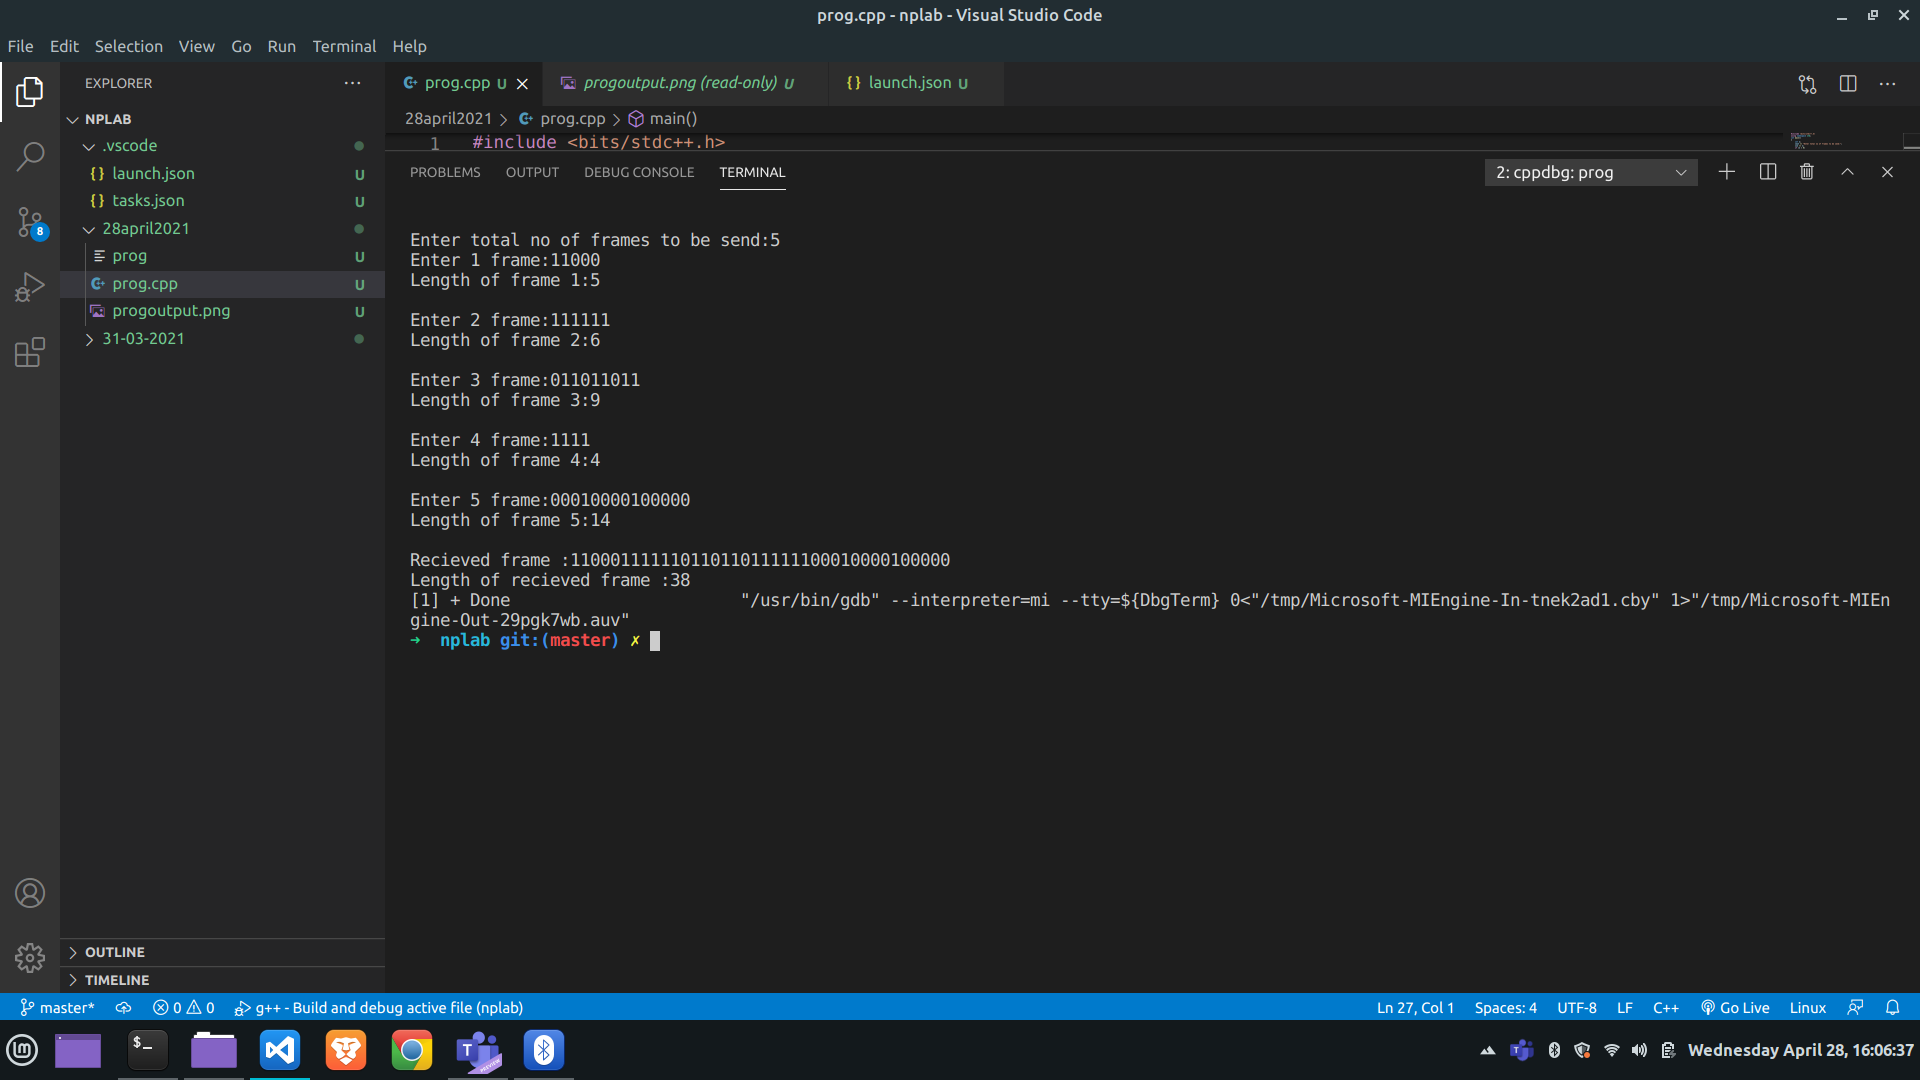 prog.cpp - nplab - Visual Studio Code
File Edit Selection View Go Run Terminal Help
EXPLORER
prog.cpp U
progoutput.png (read-only) U
{} launch.json U
NPLAB
.vscode
{} launch.json U
{} tasks.json U
28april2021
prog U
prog.cpp U
progoutput.png U
31-03-2021
8
OUTLINE
TIMELINE
28april2021 > prog.cpp > main()
1 #include <bits/stdc++.h>
PROBLEMS OUTPUT DEBUG CONSOLE TERMINAL
2: cppdbg: prog
Enter total no of frames to be send:5
Enter 1 frame:11000
Length of frame 1:5
Enter 2 frame:111111
Length of frame 2:6
Enter 3 frame:011011011
Length of frame 3:9
Enter 4 frame:1111
Length of frame 4:4
Enter 5 frame:00010000100000
Length of frame 5:14
Recieved frame :11000111111011011011111100010000100000
Length of recieved frame :38
[1] + Done "/usr/bin/gdb" --interpreter=mi --tty=${DbgTerm} 0<"/tmp/Microsoft-MIEngine-In-tnek2ad1.cby" 1>"/tmp/Microsoft-MIEn
gine-Out-29pgk7wb.auv"
➜ nplab git:(master) ✗
master* 0 0 g++ - Build and debug active file (nplab)
Ln 27, Col 1 Spaces: 4 UTF-8 LF C++ Go Live Linux
Wednesday April 28, 16:06:37